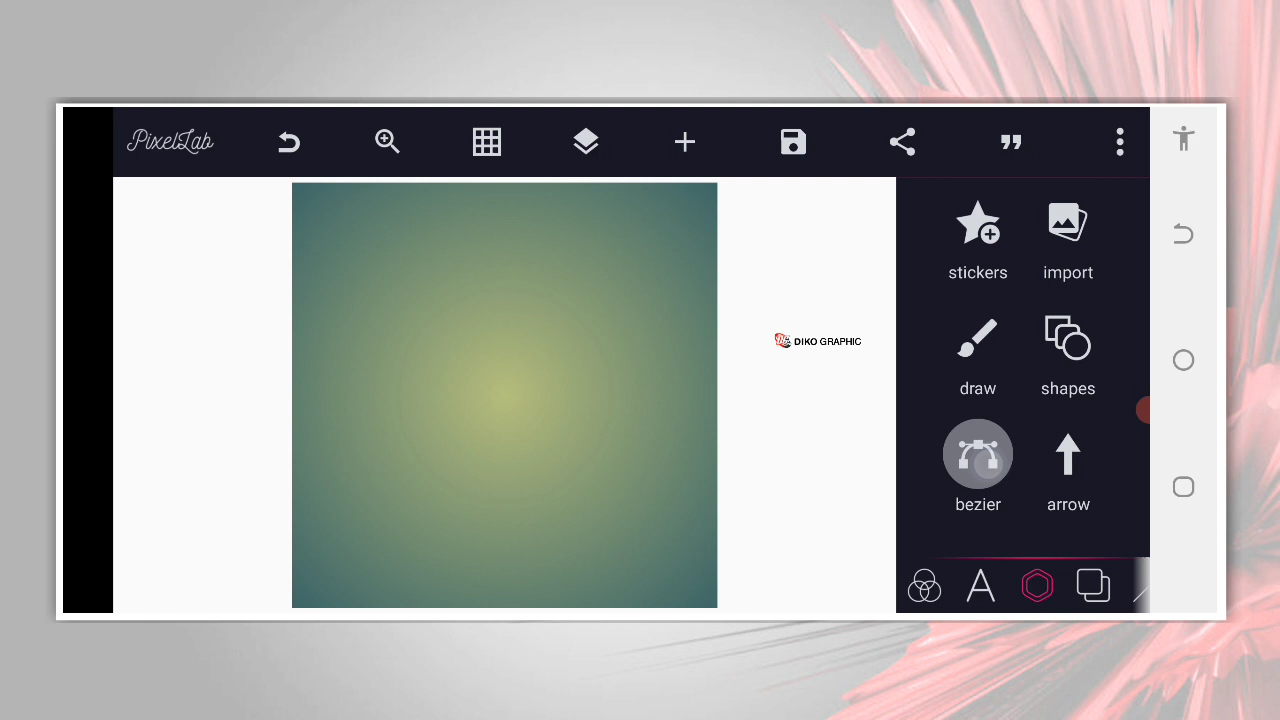 PixelLab
stickers
import
DIKO GRAPHIC
draw
shapes
bezier
arrow